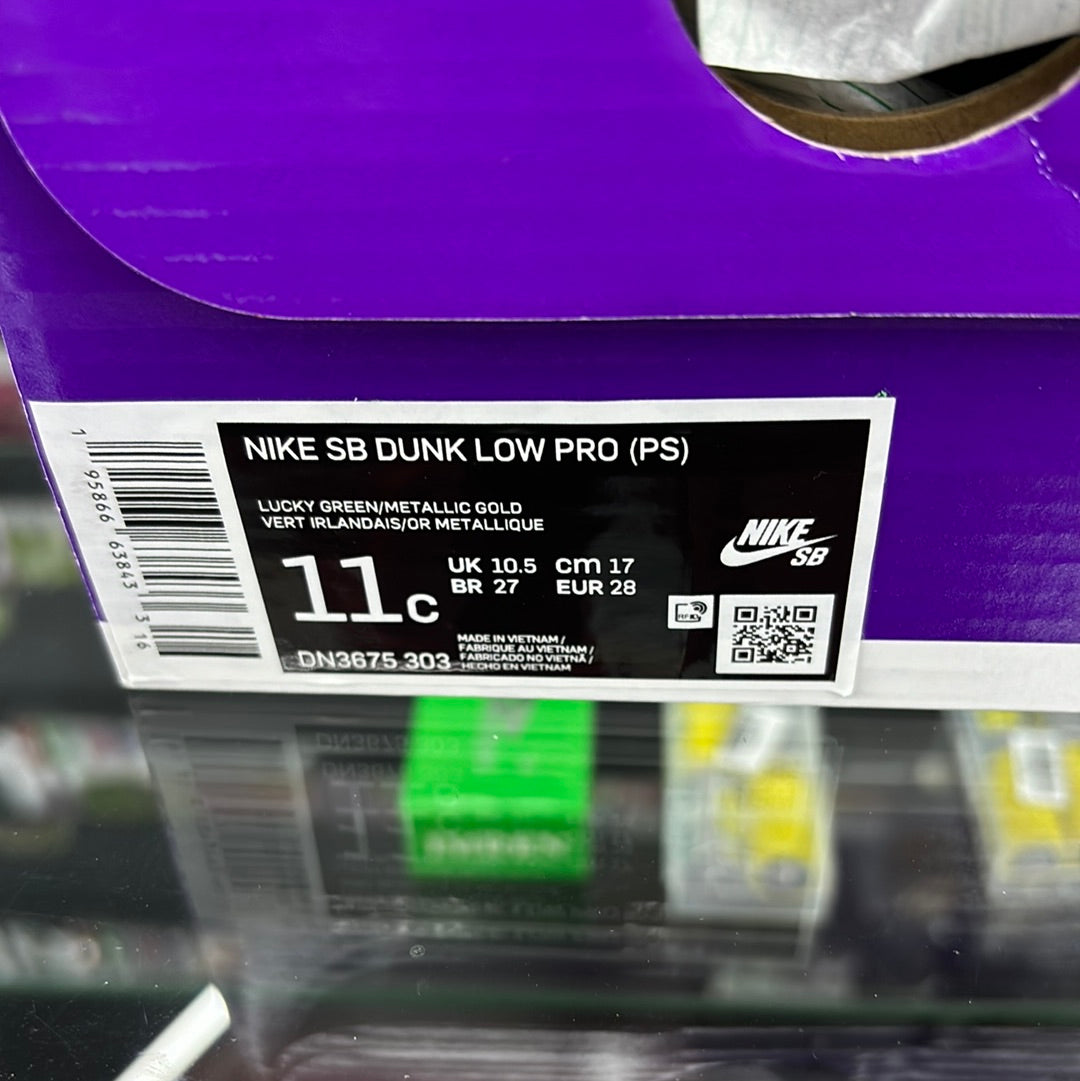 NIKE SB DUNK LOW PRO (PS)
LUCKY GREEN/METALLIC GOLD
VERT IRLANDAIS/OR METALLIQUE
11C
UK 10.5 cm 17
BR 27 EUR 28
NIKE
SB
DN3675 303
MADE IN VIETNAM /
FABRIQUE AU VIETNAM /
FABRICADO NO VIETNÃ /
HECHO EN VIETNAM
1 95866 63843 3 16